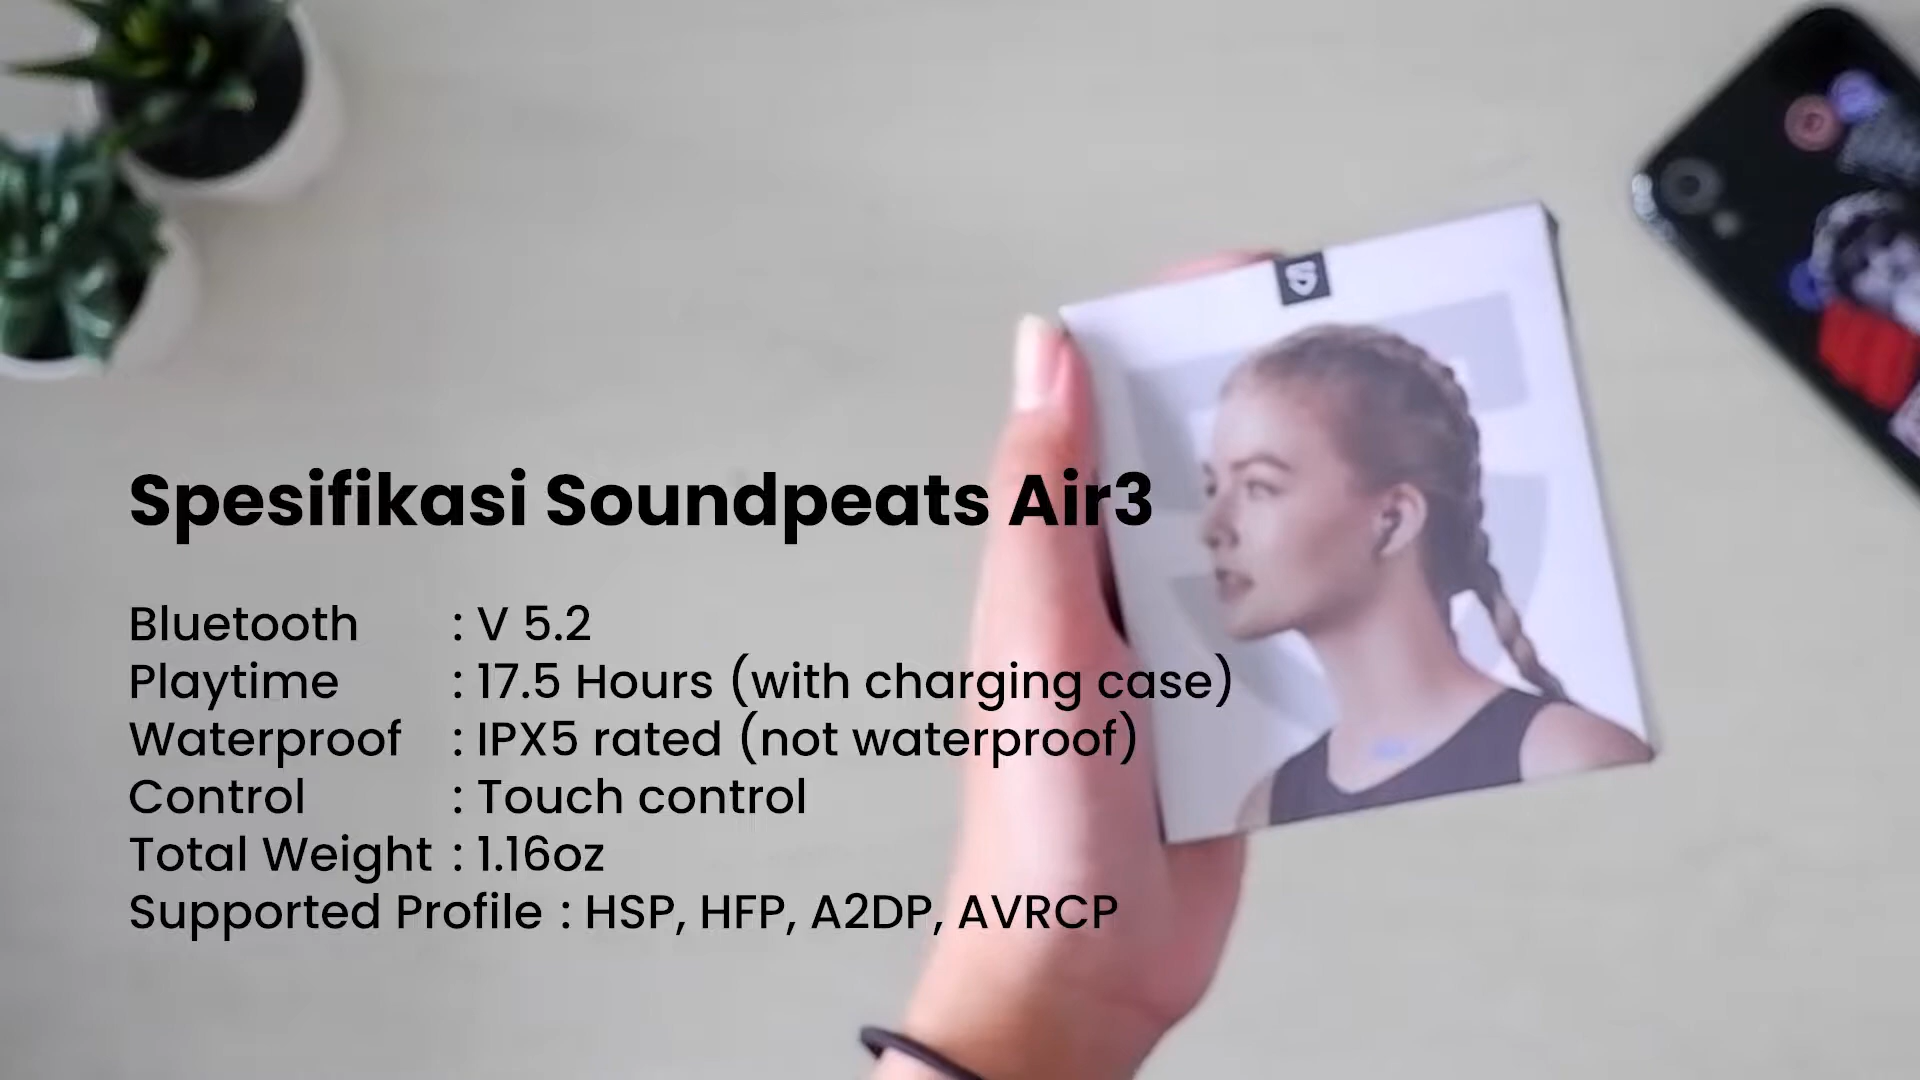 Spesifikasi Soundpeats Air3
Bluetooth : V 5.2
Playtime : 17.5 Hours (with charging case)
Waterproof : IPX5 rated (not waterproof)
Control : Touch control
Total Weight : 1.16oz
Supported Profile : HSP, HFP, A2DP, AVRCP